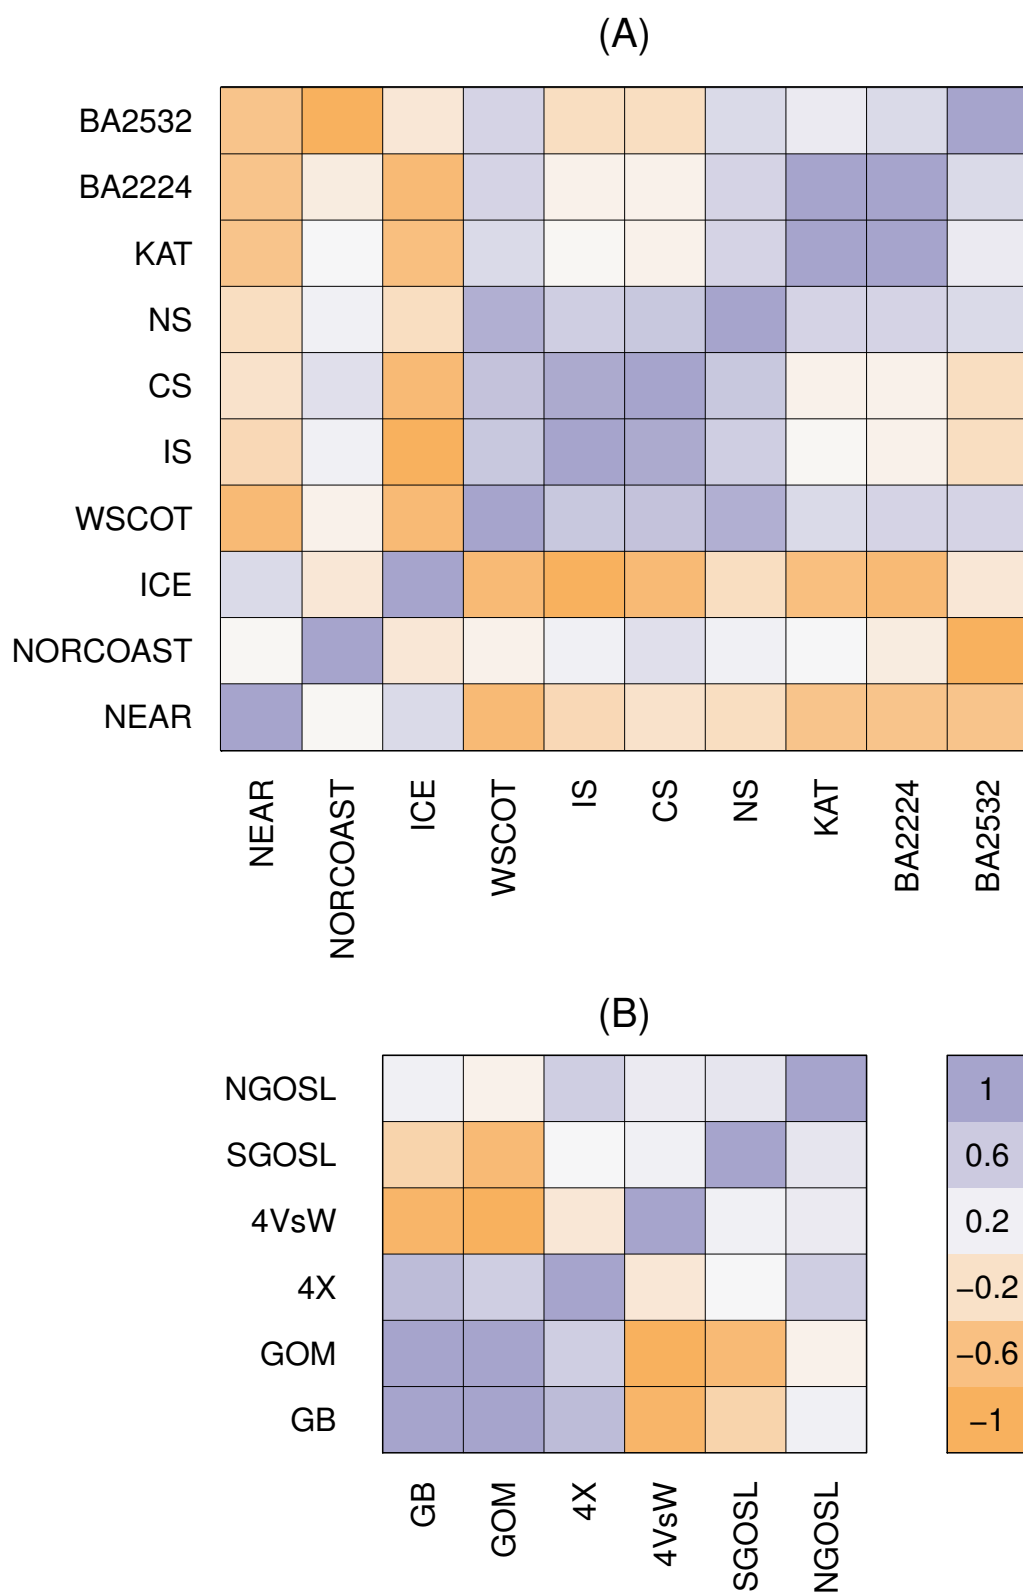 (A)
BA2532
BA2224
KAT
NS
CS
IS
WSCOT
ICE
NORCOAST
NEAR
NEAR
NORCOAST
ICE
WSCOT
IS
CS
NS
KAT
BA2224
BA2532
(B)
NGOSL
SGOSL
4VsW
4X
GOM
GB
GB
GOM
4X
4VsW
SGOSL
NGOSL
1
0.6
0.2
−0.2
−0.6
−1